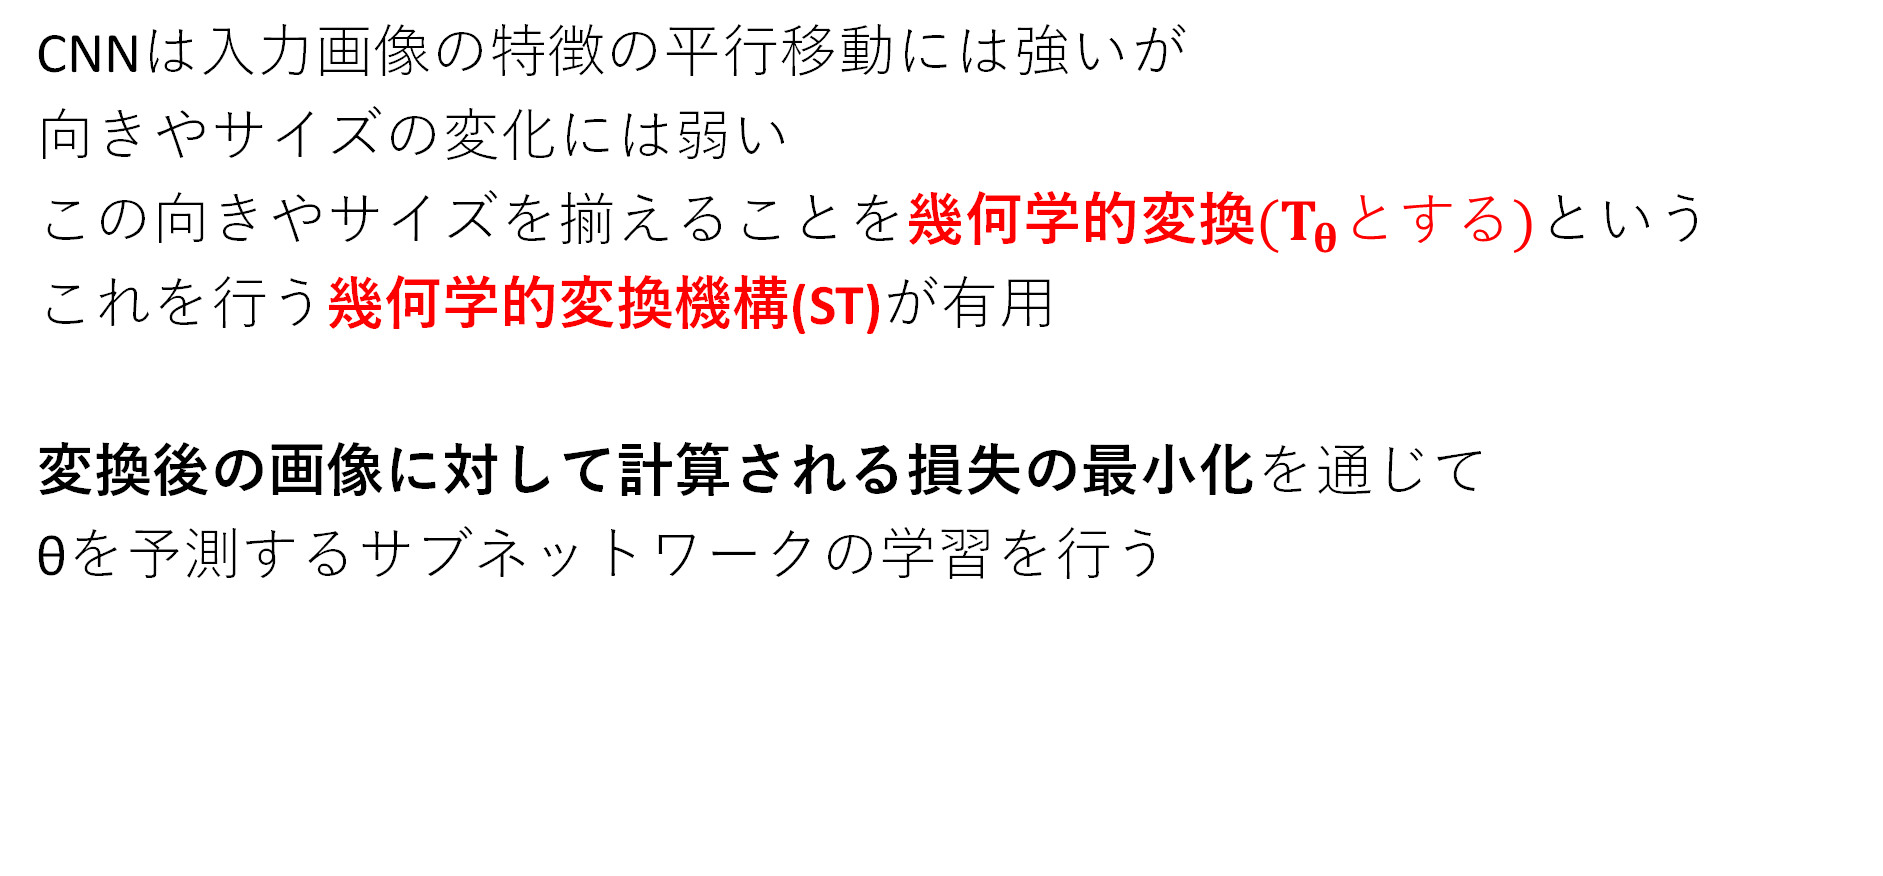 CNNは入力画像の特徴の平行移動には強いが
向きやサイズの変化には弱い
この向きやサイズを揃えることを幾何学的変換(Tθとする)という
これを行う幾何学的変換機構(ST)が有用
変換後の画像に対して計算される損失の最小化を通じて
θを予測するサブネットワークの学習を行う